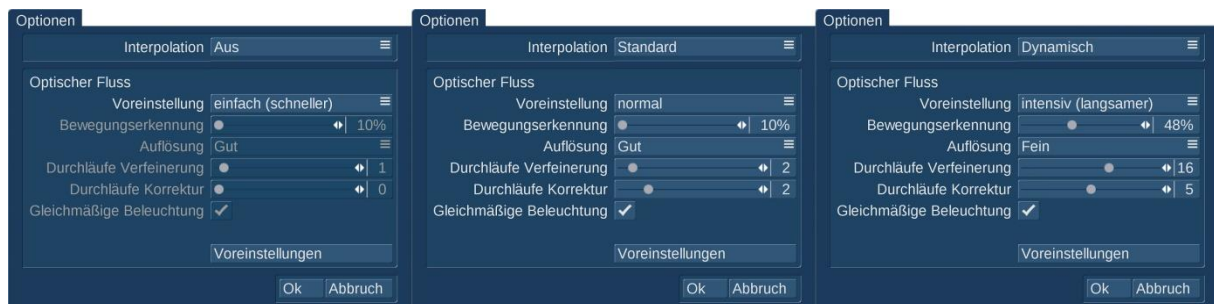 Optionen
Interpolation Aus
Optischer Fluss
Voreinstellung einfach (schneller)
Bewegungserkennung 10%
Auflösung Gut
Durchläufe Verfeinerung 1
Durchläufe Korrektur 0
Gleichmäßige Beleuchtung
Voreinstellungen
Ok Abbruch
Optionen
Interpolation Standard
Optischer Fluss
Voreinstellung normal
Bewegungserkennung 10%
Auflösung Gut
Durchläufe Verfeinerung 2
Durchläufe Korrektur 2
Gleichmäßige Beleuchtung
Voreinstellungen
Ok Abbruch
Optionen
Interpolation Dynamisch
Optischer Fluss
Voreinstellung intensiv (langsamer)
Bewegungserkennung 48%
Auflösung Fein
Durchläufe Verfeinerung 16
Durchläufe Korrektur 5
Gleichmäßige Beleuchtung
Voreinstellungen
Ok Abbruch